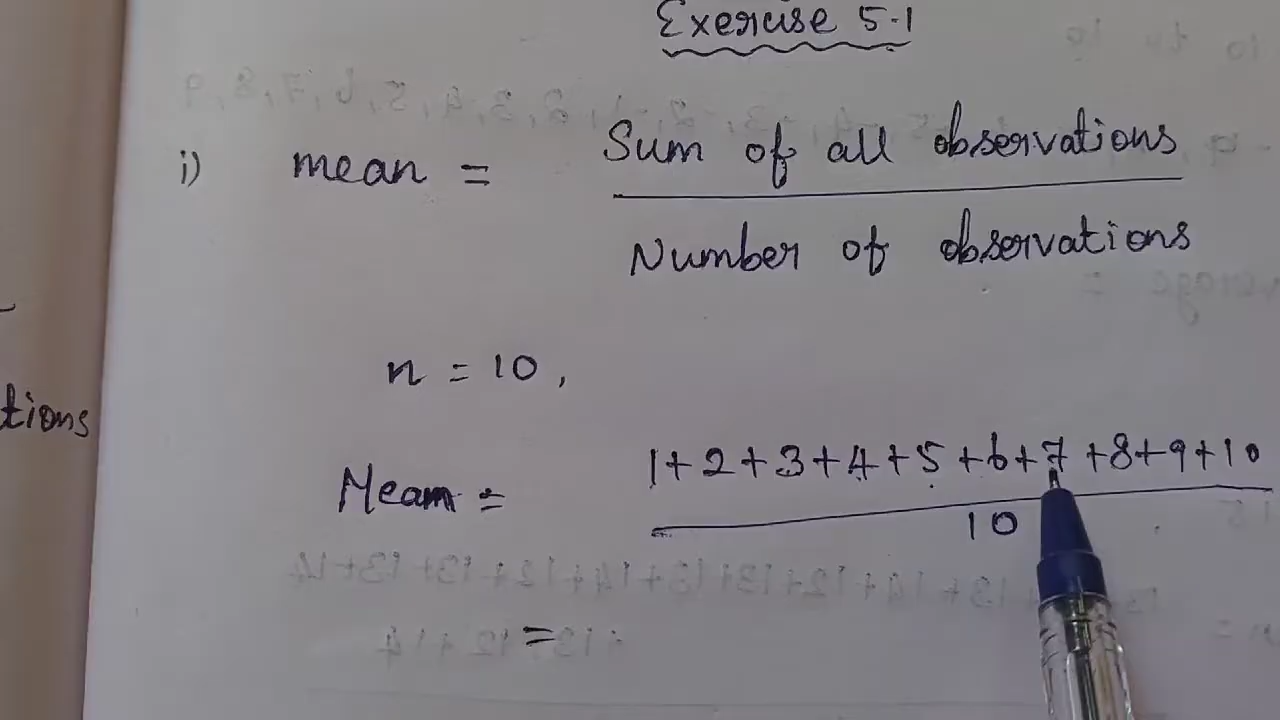 Exercise 5.1
i) mean = Sum of all observations
Number of observations
tions
n = 10,
Mean = 1+2+3+4+5+6+7+8+9+10
10
=